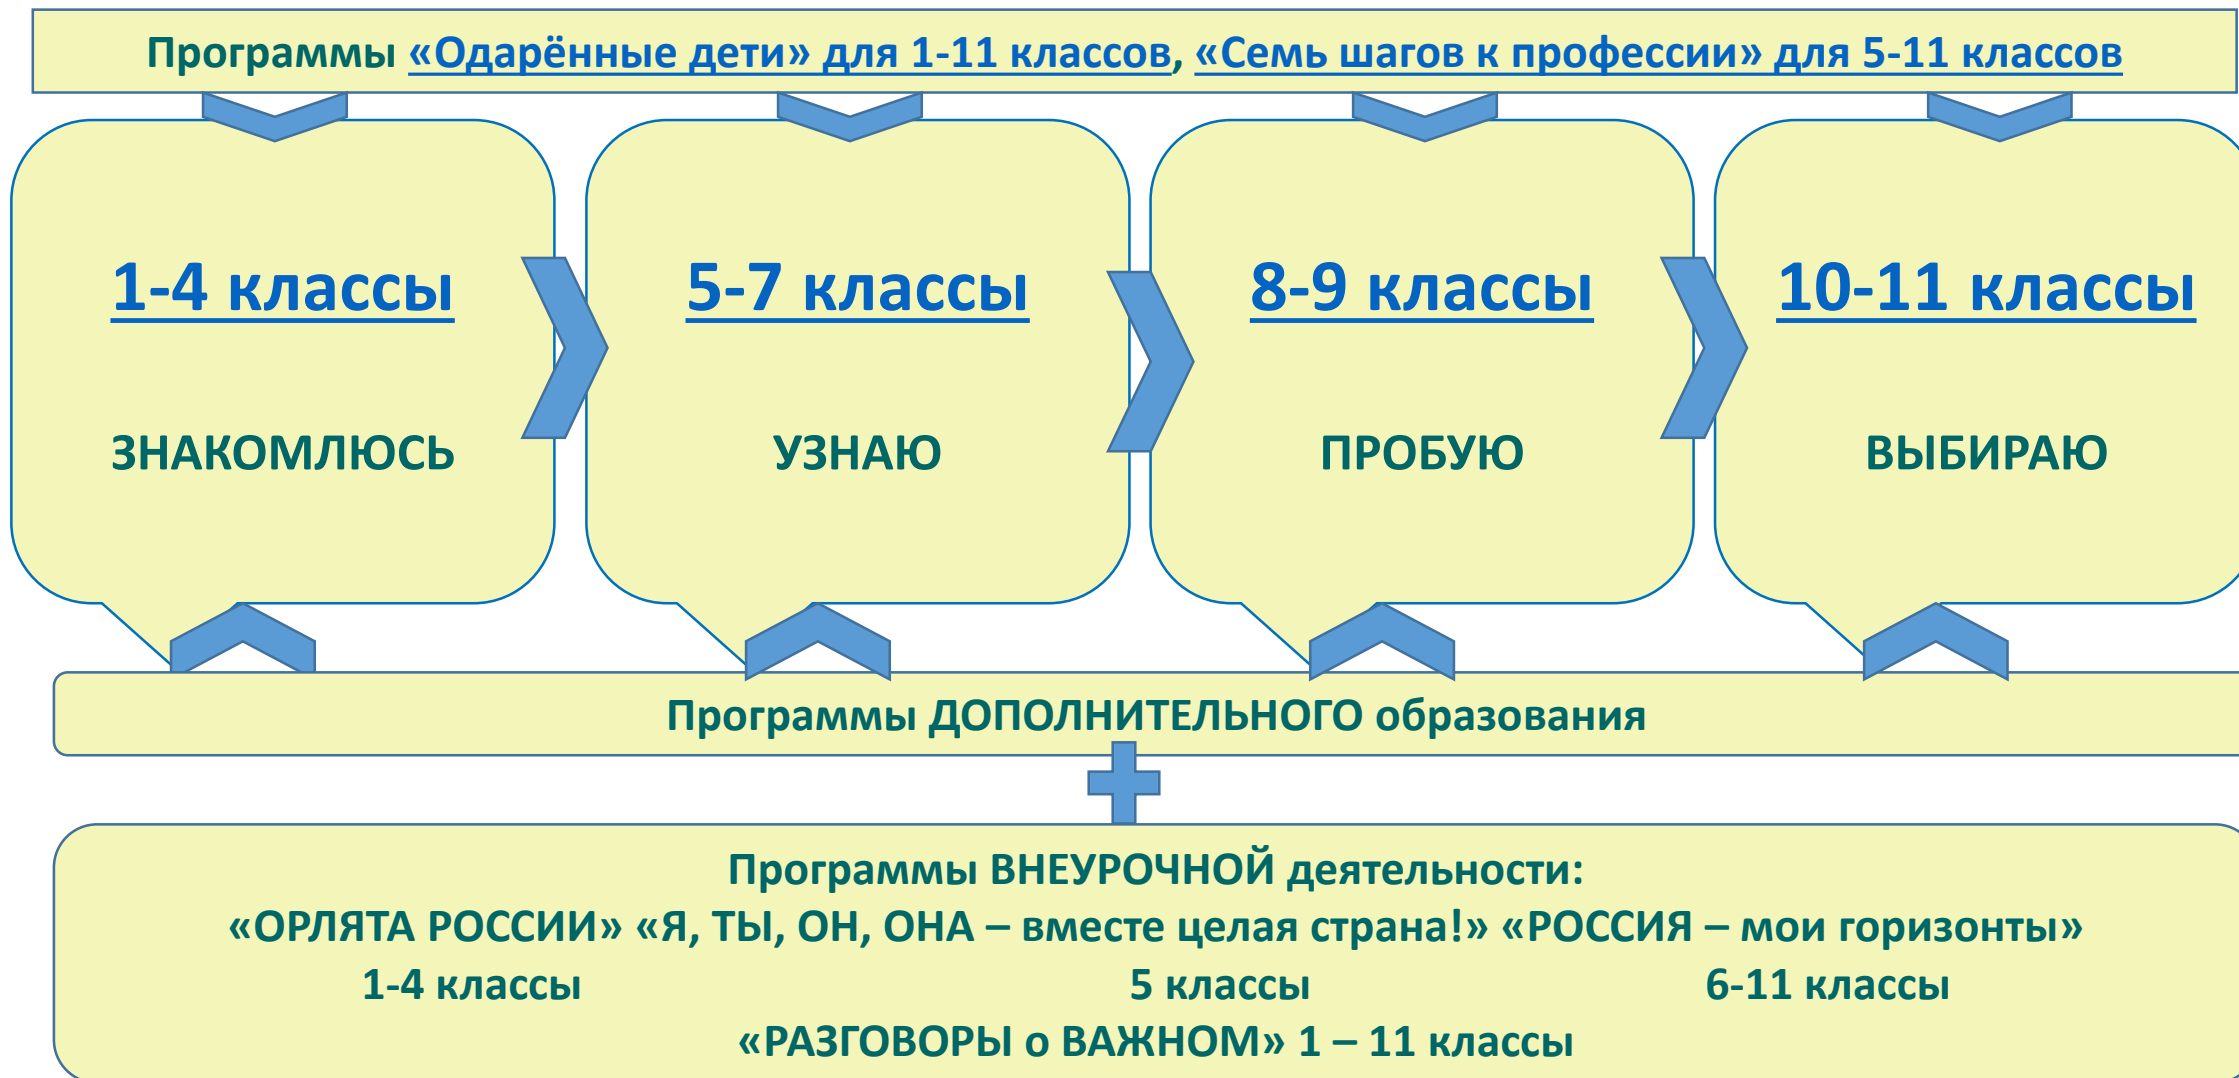 Программы «Одарённые дети» для 1-11 классов, «Семь шагов к профессии» для 5-11 классов
1-4 классы
ЗНАКОМЛЮСЬ
5-7 классы
УЗНАЮ
8-9 классы
ПРОБУЮ
10-11 классы
ВЫБИРАЮ
Программы ДОПОЛНИТЕЛЬНОГО образования
Программы ВНЕУРОЧНОЙ деятельности:
«ОРЛЯТА РОССИИ» «Я, ТЫ, ОН, ОНА – вместе целая страна!» «РОССИЯ – мои горизонты»
1-4 классы 5 классы 6-11 классы
«РАЗГОВОРЫ о ВАЖНОМ» 1 – 11 классы